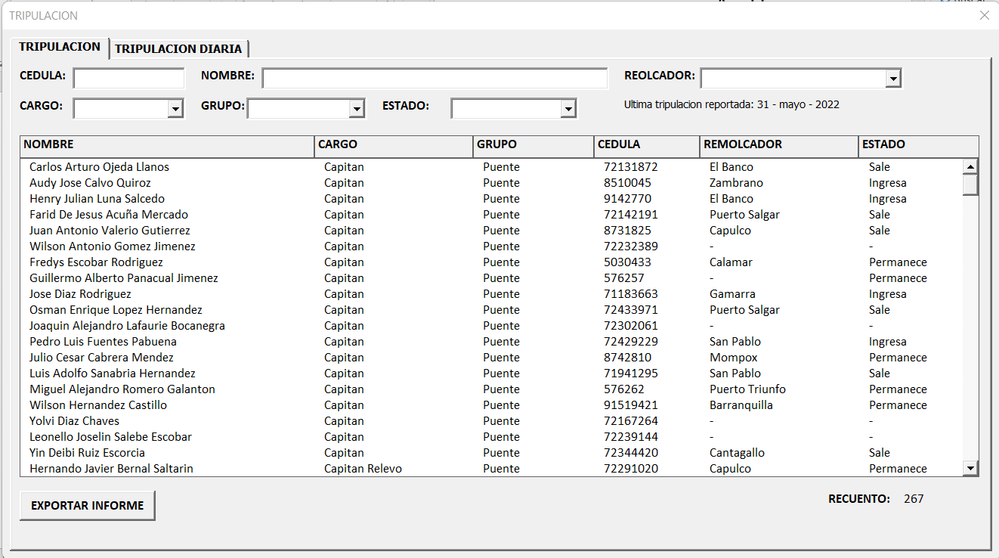 TRIPULACION
TRIPULACION TRIPULACION DIARIA
CEDULA: NOMBRE: REOLCADOR:
CARGO: GRUPO: ESTADO: Ultima tripulacion reportada: 31 - mayo - 2022
NOMBRE CARGO GRUPO CEDULA REMOLCADOR ESTADO
Carlos Arturo Ojeda Llanos Capitan Puente 72131872 El Banco Sale
Audy Jose Calvo Quiroz Capitan Puente 8510045 Zambrano Ingresa
Henry Julian Luna Salcedo Capitan Puente 9142770 El Banco Ingresa
Farid De Jesus Acuña Mercado Capitan Puente 72142191 Puerto Salgar Sale
Juan Antonio Valerio Gutierrez Capitan Puente 8731825 Capulco Sale
Wilson Antonio Gomez Jimenez Capitan Puente 72232389 - -
Fredys Escobar Rodriguez Capitan Puente 5030433 Calamar Permanece
Guillermo Alberto Panacual Jimenez Capitan Puente 576257 - Permanece
Jose Diaz Rodriguez Capitan Puente 71183663 Gamarra Ingresa
Osman Enrique Lopez Hernandez Capitan Puente 72433971 Puerto Salgar Sale
Joaquin Alejandro Lafaurie Bocanegra Capitan Puente 72302061 - -
Pedro Luis Fuentes Pabuena Capitan Puente 72429229 San Pablo Ingresa
Julio Cesar Cabrera Mendez Capitan Puente 8742810 Mompox Permanece
Luis Adolfo Sanabria Hernandez Capitan Puente 71941295 San Pablo Sale
Miguel Alejandro Romero Galanton Capitan Puente 576262 Puerto Triunfo Permanece
Wilson Hernandez Castillo Capitan Puente 91519421 Barranquilla Permanece
Yolvi Diaz Chaves Capitan Puente 72167264 - -
Leonello Joselin Salebe Escobar Capitan Puente 72239144 - -
Yin Deibi Ruiz Escorcia Capitan Puente 72344420 Cantagallo Sale
Hernando Javier Bernal Saltarin Capitan Relevo Puente 72291020 Capulco Permanece
EXPORTAR INFORME RECUENTO: 267